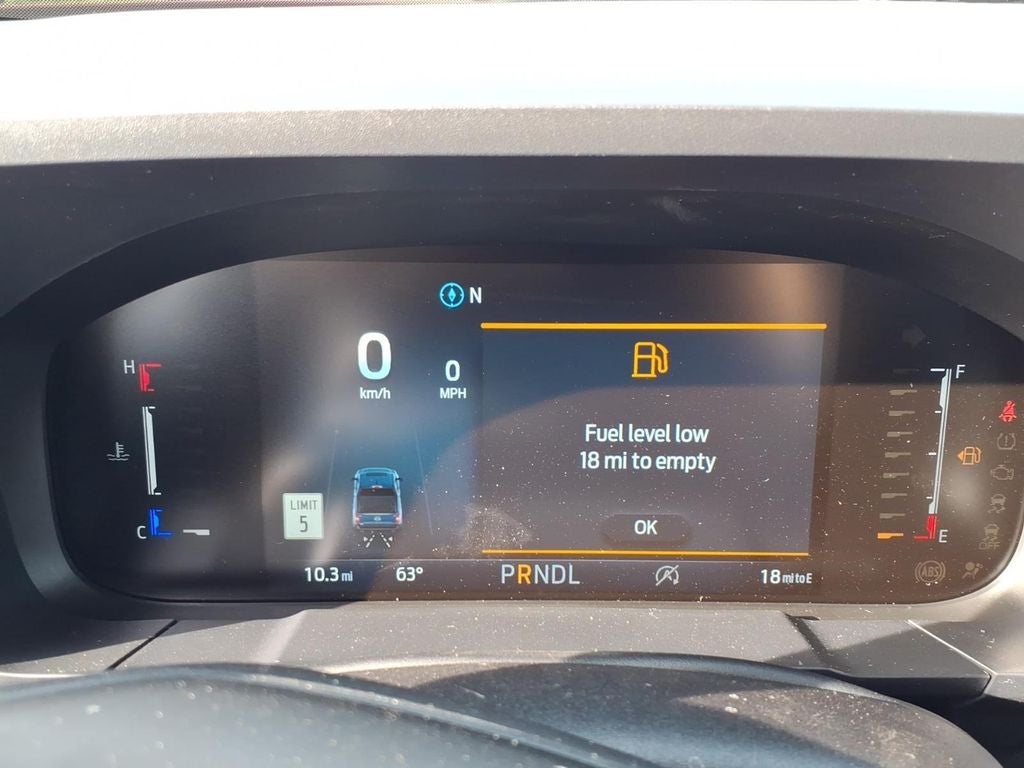 N
0
km/h
0
MPH
H
C
LIMIT
5
Fuel level low
18 mi to empty
OK
F
E
10.3 mi
63°
PRNDL
18 mi to E
ABS